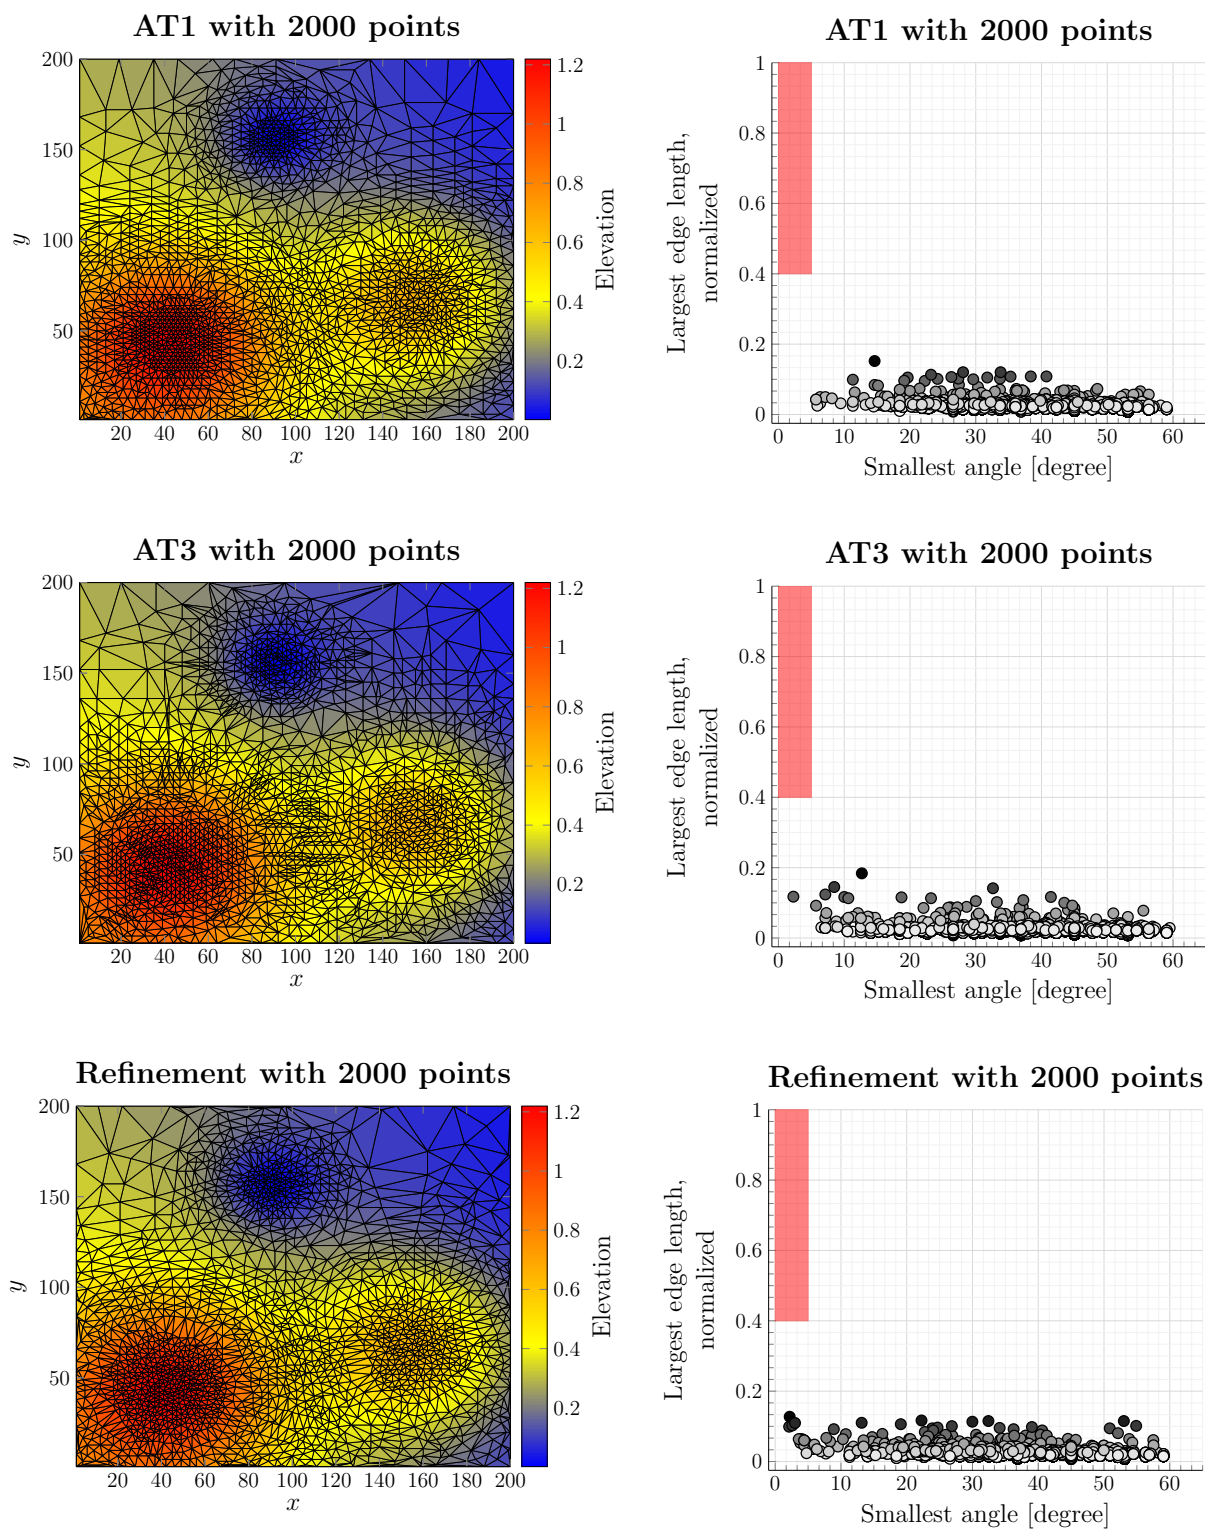 AT1 with 2000 points
200
150
100
50
20 40 60 80 100 120 140 160 180 200
x
y
1.2
1
0.8
0.6
0.4
0.2
Elevation
AT1 with 2000 points
1
0.8
0.6
0.4
0.2
0
0 10 20 30 40 50 60
Smallest angle [degree]
Largest edge length,
normalized
AT3 with 2000 points
200
150
100
50
20 40 60 80 100 120 140 160 180 200
x
y
1.2
1
0.8
0.6
0.4
0.2
Elevation
AT3 with 2000 points
1
0.8
0.6
0.4
0.2
0
0 10 20 30 40 50 60
Smallest angle [degree]
Largest edge length,
normalized
Refinement with 2000 points
200
150
100
50
20 40 60 80 100 120 140 160 180 200
x
y
1.2
1
0.8
0.6
0.4
0.2
Elevation
Refinement with 2000 points
1
0.8
0.6
0.4
0.2
0
0 10 20 30 40 50 60
Smallest angle [degree]
Largest edge length,
normalized